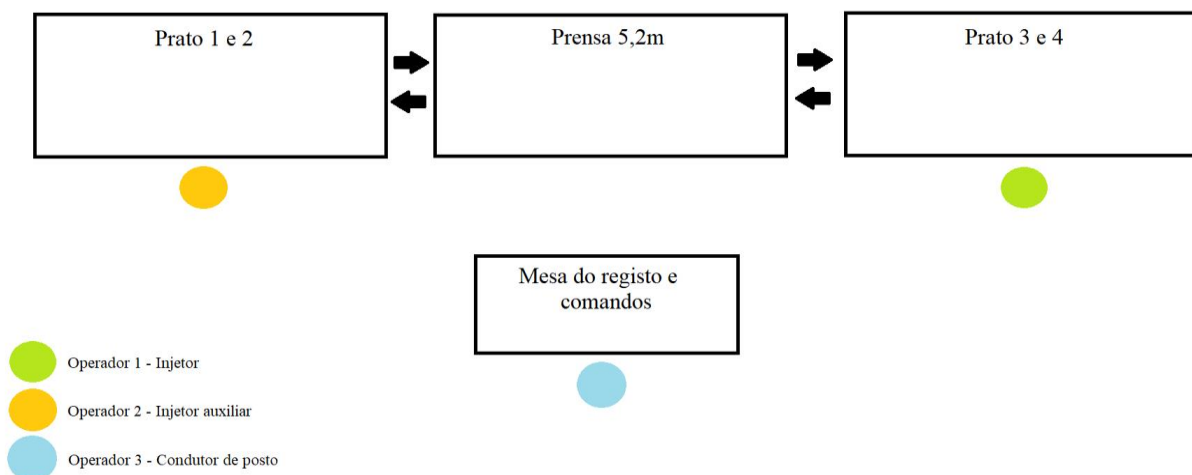 Prato 1 e 2
Prensa 5,2m
Prato 3 e 4
Mesa do registo e
comandos
Operador 1 - Injetor
Operador 2 - Injetor auxiliar
Operador 3 - Condutor de posto